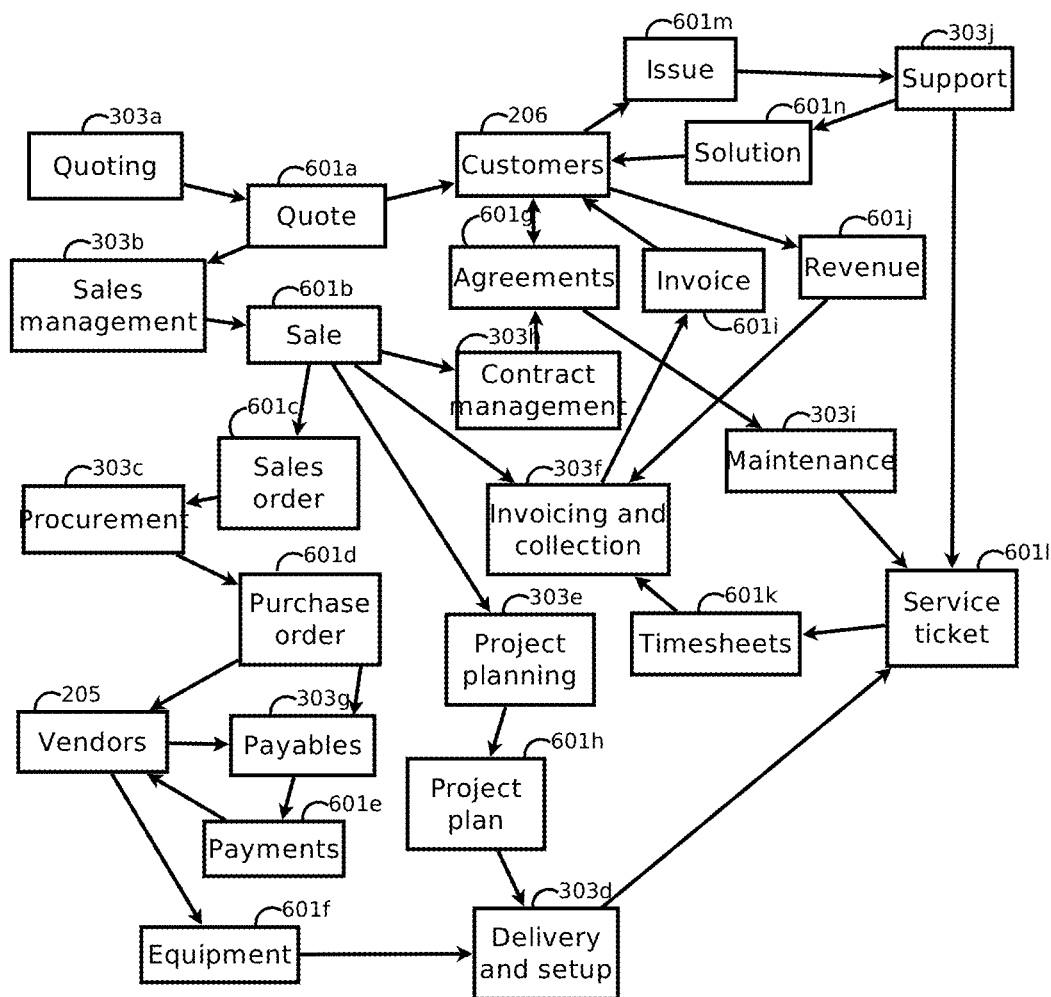 601m
303j
Issue
Support
303a
206
601n
Quoting
Customers
Solution
601a
Quote
601g
601j
303b
Agreements
Invoice
Revenue
Sales
management
601b
601i
Sale
303h
Contract
management
601c
303i
Sales
order
303c
303f
Maintenance
Procurement
Invoicing and
collection
601d
601l
Purchase
order
303e
601k
Service
ticket
Project
planning
Timesheets
205
303g
Vendors
Payables
601h
Project
plan
601e
Payments
303d
601f
Equipment
Delivery
and setup